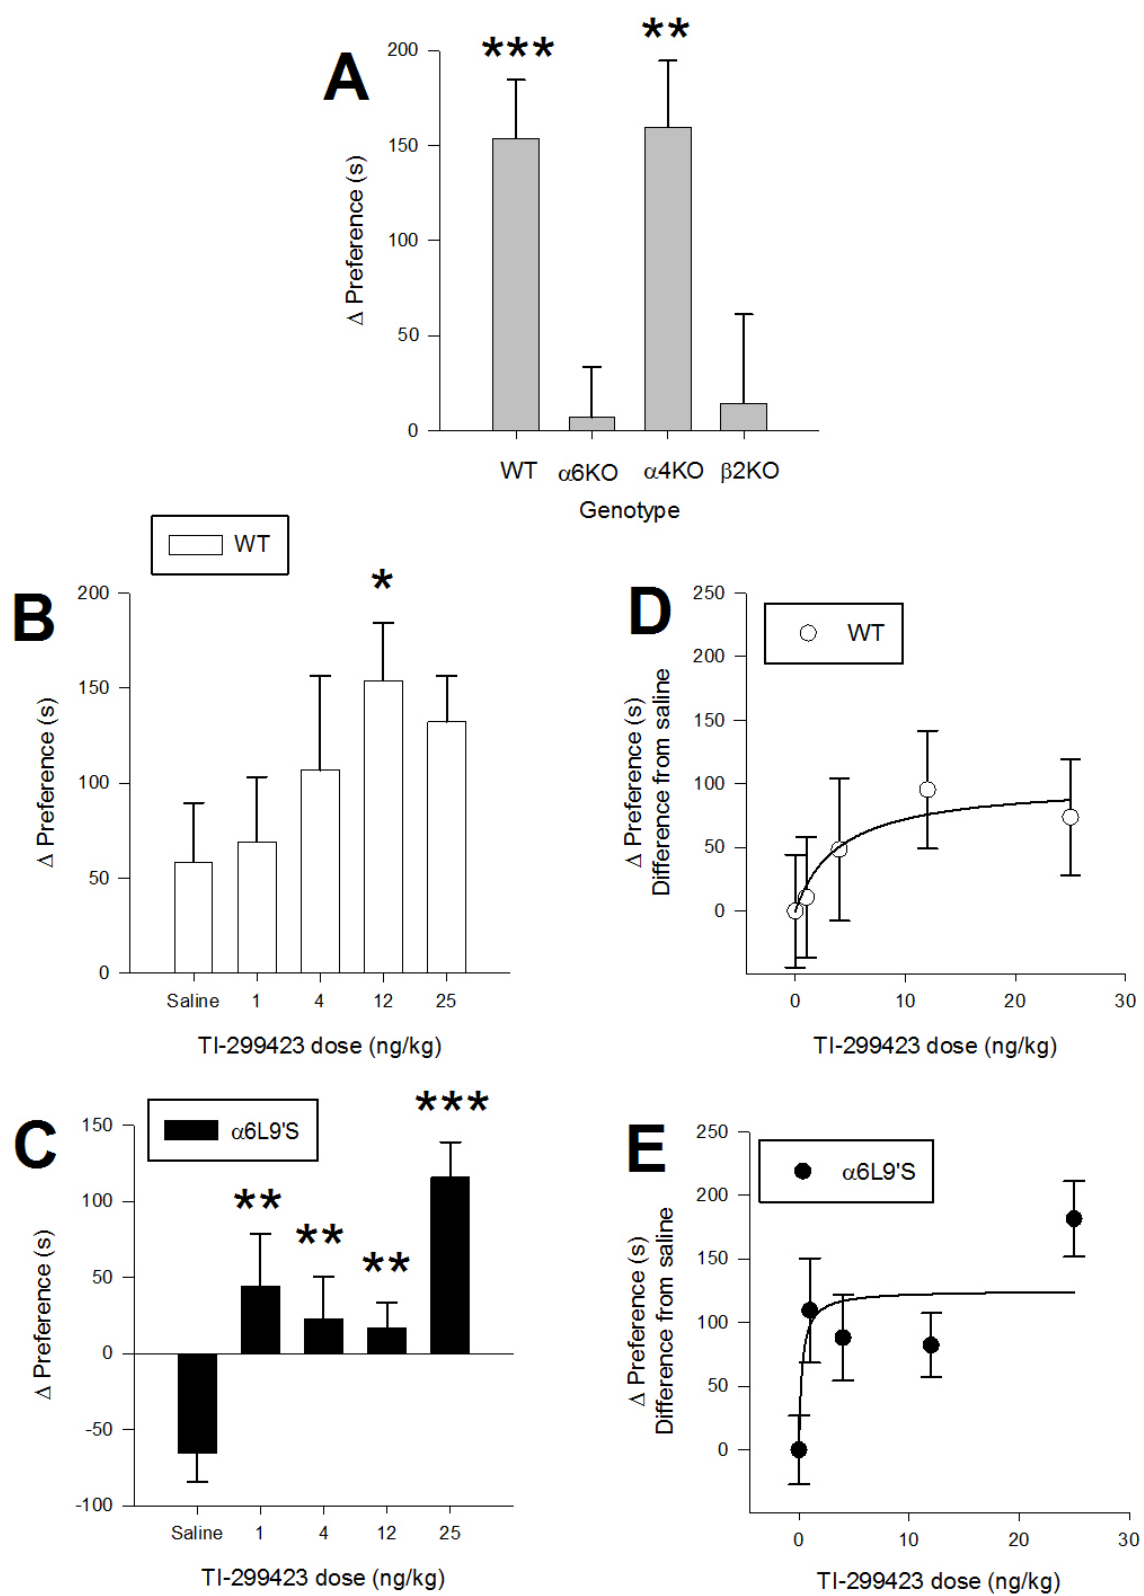 A
Δ Preference (s)
200
150
100
50
0
***
**
WT α6KO α4KO β2KO
Genotype
B
WT
Δ Preference (s)
200
150
100
50
0
*
Saline 1 4 12 25
TI-299423 dose (ng/kg)
D
WT
Δ Preference (s)
Difference from saline
250
200
150
100
50
0
0 10 20 30
TI-299423 dose (ng/kg)
C
α6L9'S
Δ Preference (s)
150
100
50
0
-50
-100
**
**
**
***
Saline 1 4 12 25
TI-299423 dose (ng/kg)
E
α6L9'S
Δ Preference (s)
Difference from saline
250
200
150
100
50
0
0 10 20 30
TI-299423 dose (ng/kg)